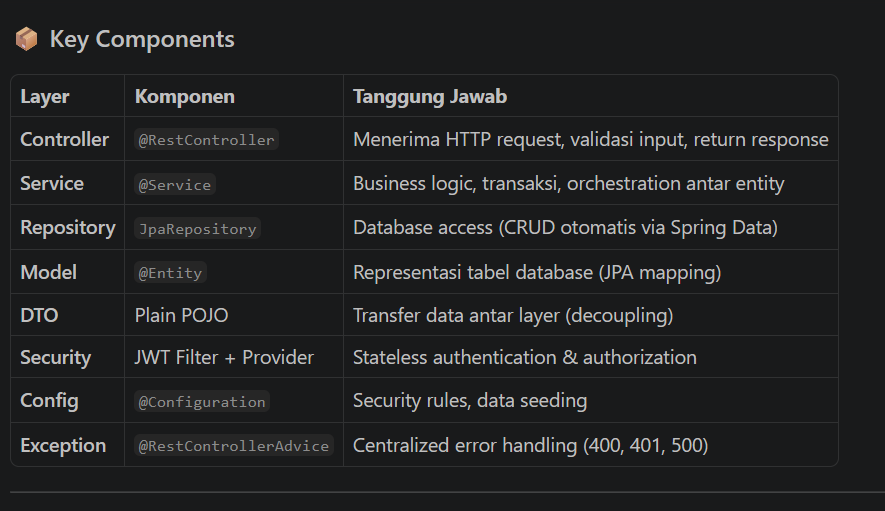 📦 Key Components
Layer Komponen Tanggung Jawab
Controller @RestController Menerima HTTP request, validasi input, return response
Service @Service Business logic, transaksi, orchestration antar entity
Repository JpaRepository Database access (CRUD otomatis via Spring Data)
Model @Entity Representasi tabel database (JPA mapping)
DTO Plain POJO Transfer data antar layer (decoupling)
Security JWT Filter + Provider Stateless authentication & authorization
Config @Configuration Security rules, data seeding
Exception @RestControllerAdvice Centralized error handling (400, 401, 500)